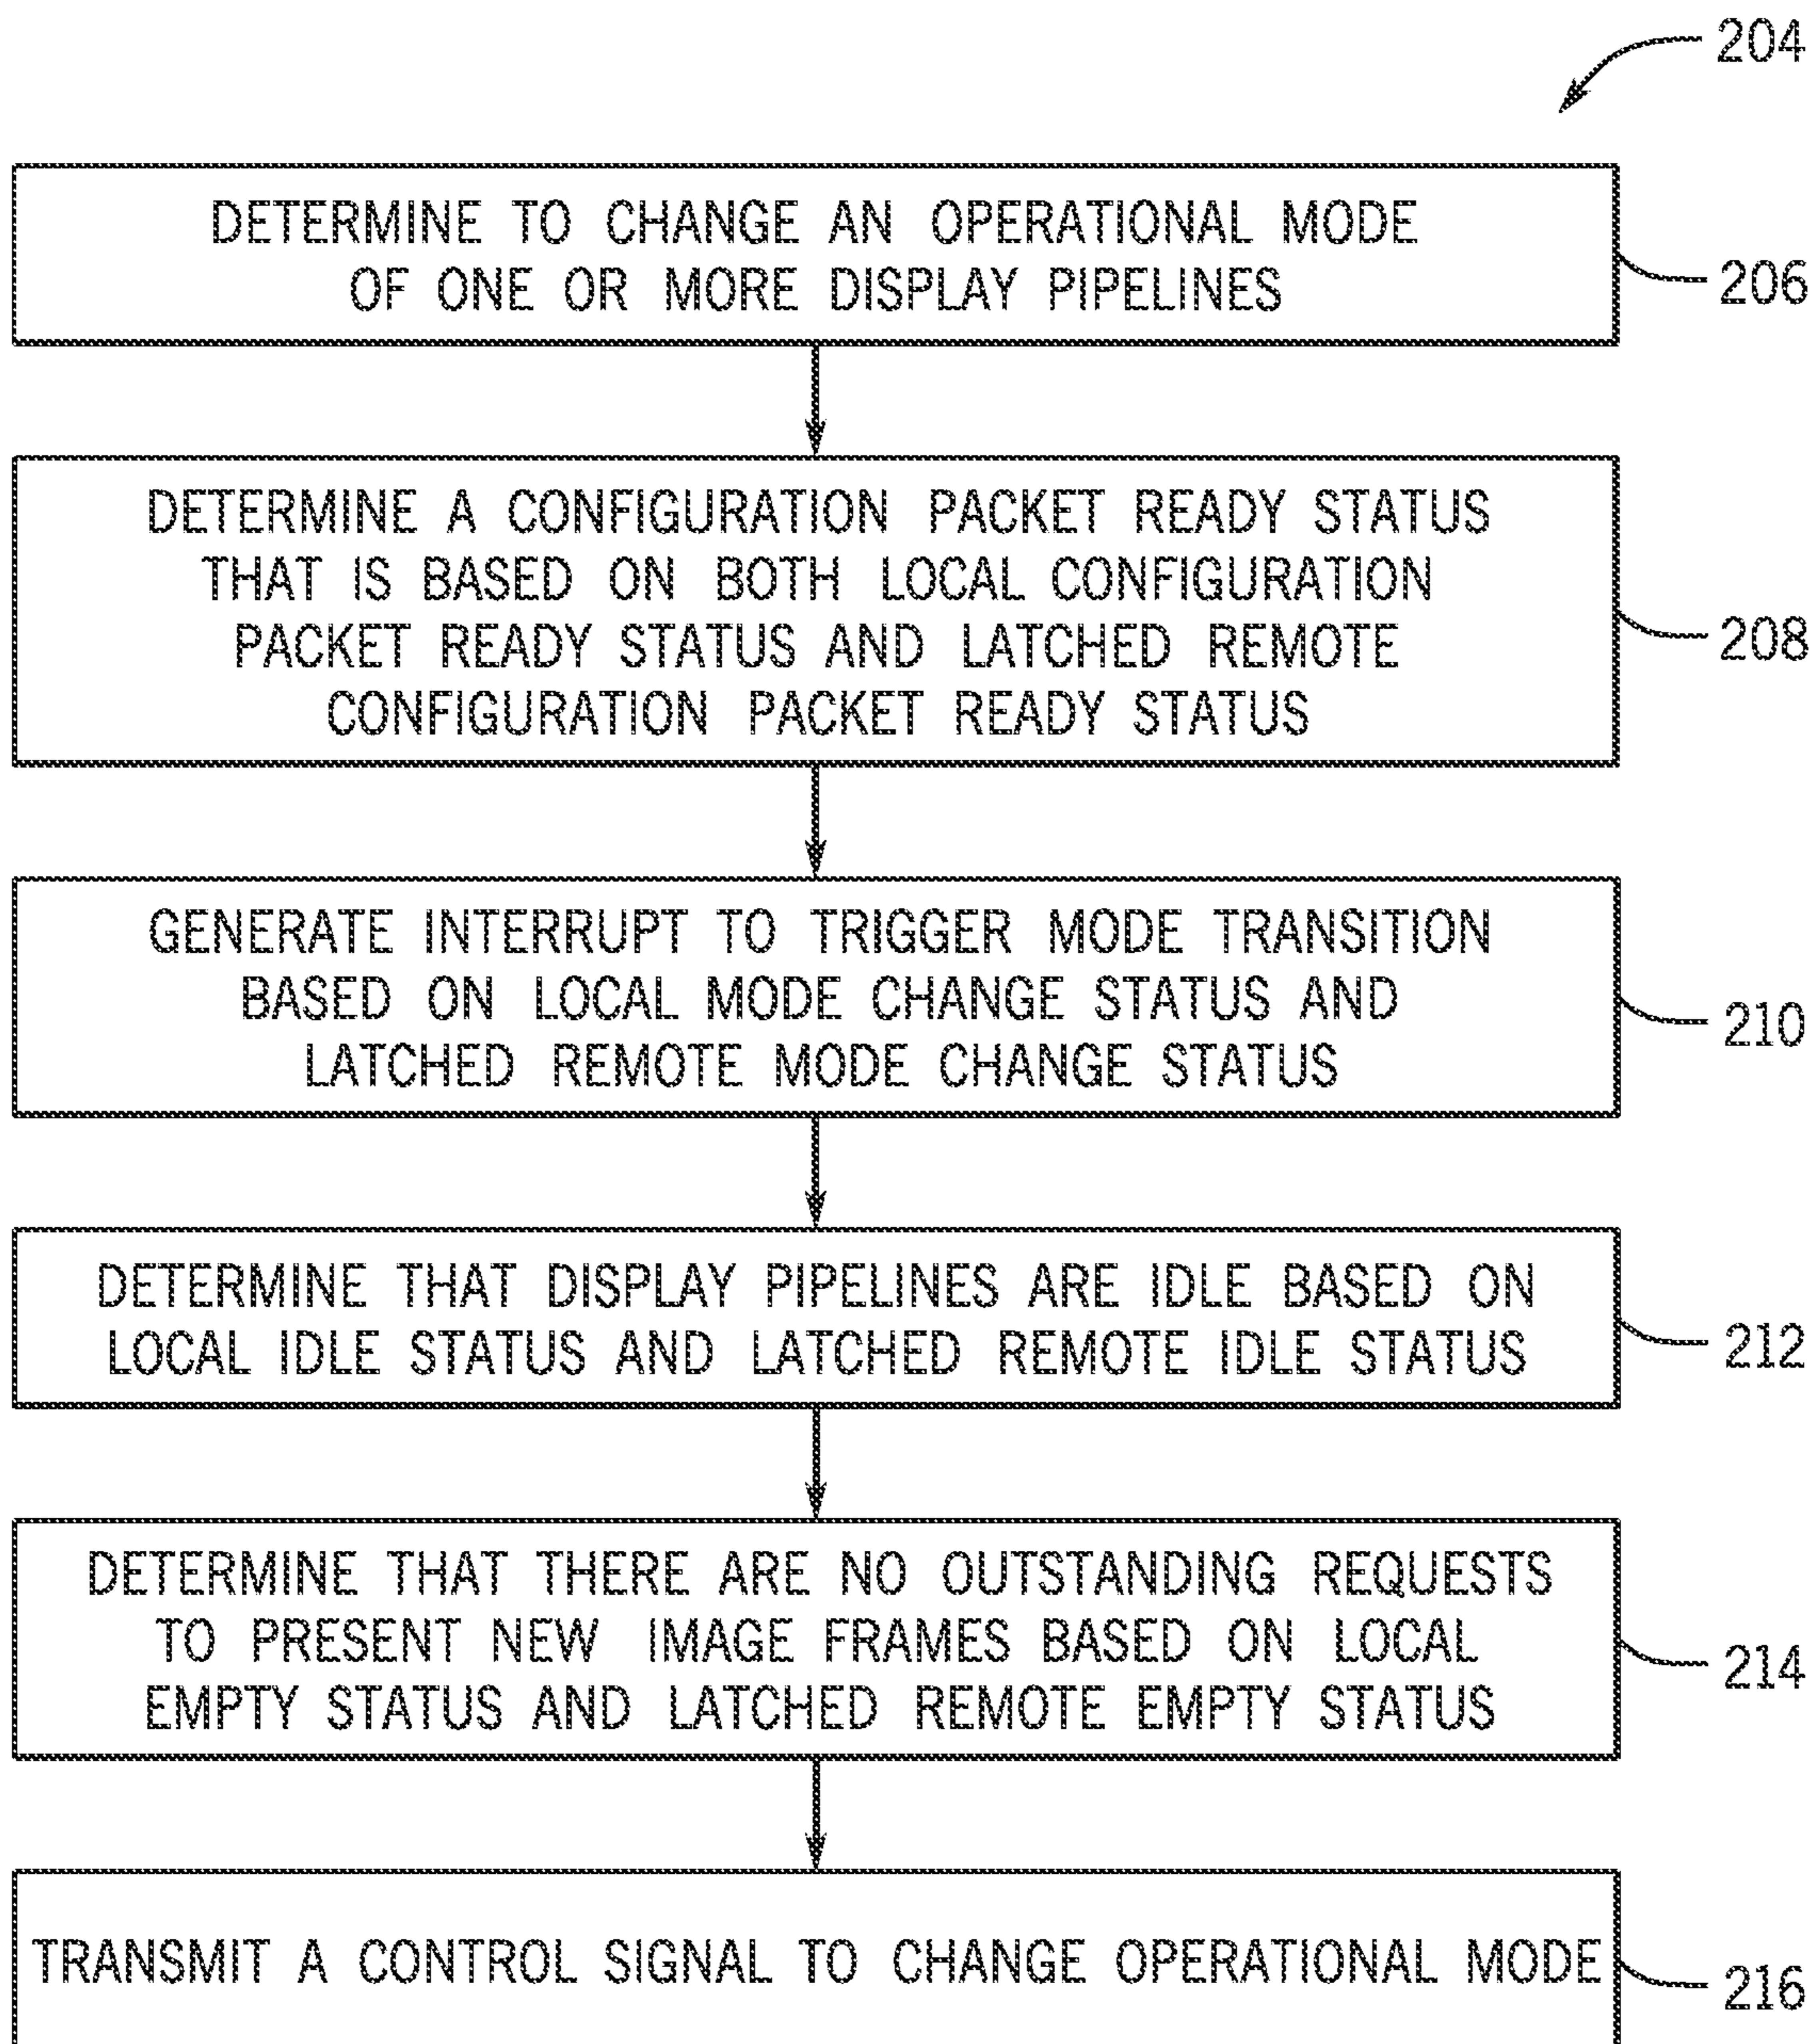 204
DETERMINE TO CHANGE AN OPERATIONAL MODE
OF ONE OR MORE DISPLAY PIPELINES
206
DETERMINE A CONFIGURATION PACKET READY STATUS
THAT IS BASED ON BOTH LOCAL CONFIGURATION
PACKET READY STATUS AND LATCHED REMOTE
CONFIGURATION PACKET READY STATUS
208
GENERATE INTERRUPT TO TRIGGER MODE TRANSITION
BASED ON LOCAL MODE CHANGE STATUS AND
LATCHED REMOTE MODE CHANGE STATUS
210
DETERMINE THAT DISPLAY PIPELINES ARE IDLE BASED ON
LOCAL IDLE STATUS AND LATCHED REMOTE IDLE STATUS
212
DETERMINE THAT THERE ARE NO OUTSTANDING REQUESTS
TO PRESENT NEW IMAGE FRAMES BASED ON LOCAL
EMPTY STATUS AND LATCHED REMOTE EMPTY STATUS
214
TRANSMIT A CONTROL SIGNAL TO CHANGE OPERATIONAL MODE
216